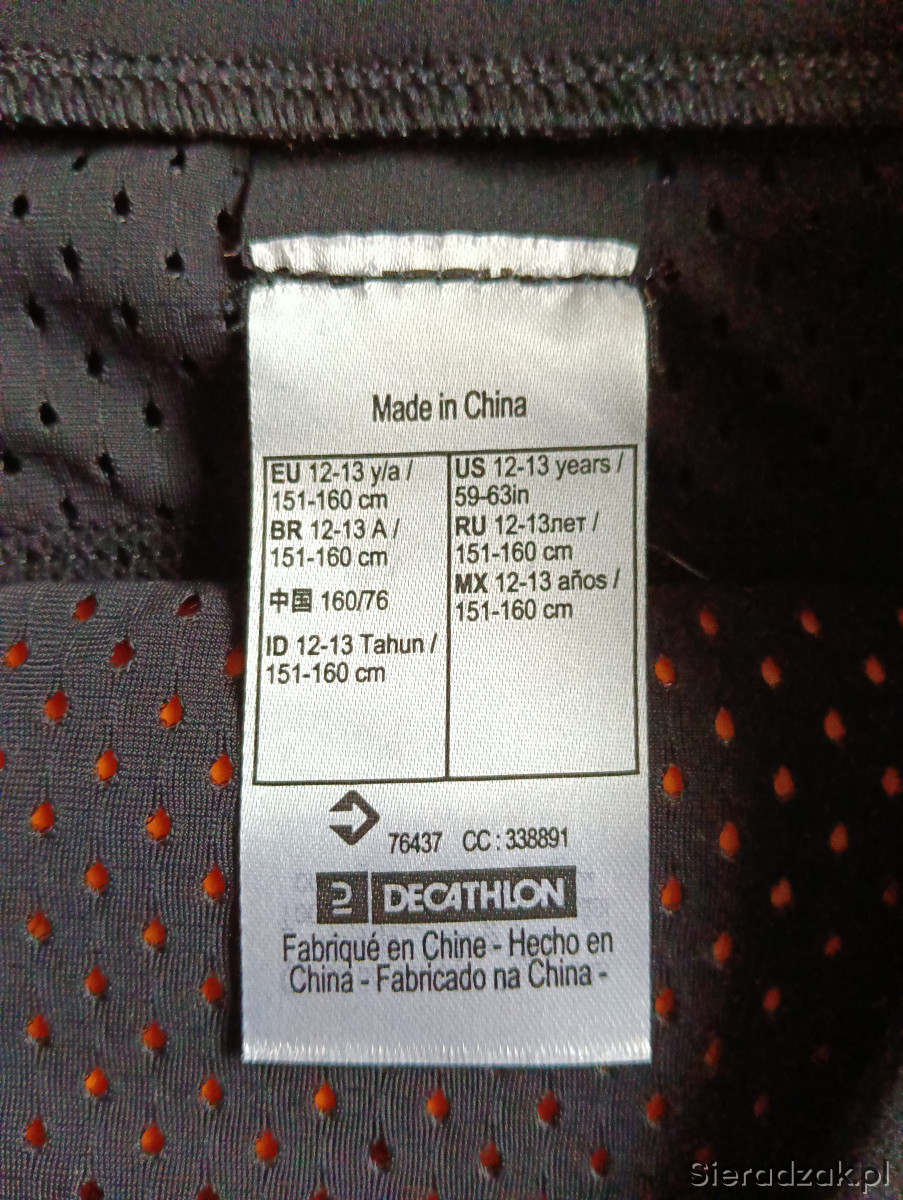 Made in China
EU 12-13 y/a /
151-160 cm
BR 12-13 A /
151-160 cm
中国 160/76
ID 12-13 Tahun /
151-160 cm
US 12-13 years /
59-63in
RU 12-13лет /
151-160 cm
MX 12-13 años /
151-160 cm
76437 CC : 338891
2 DECATHLON
Fabriqué en Chine - Hecho en
China - Fabricado na China -
Sieradzak.pl